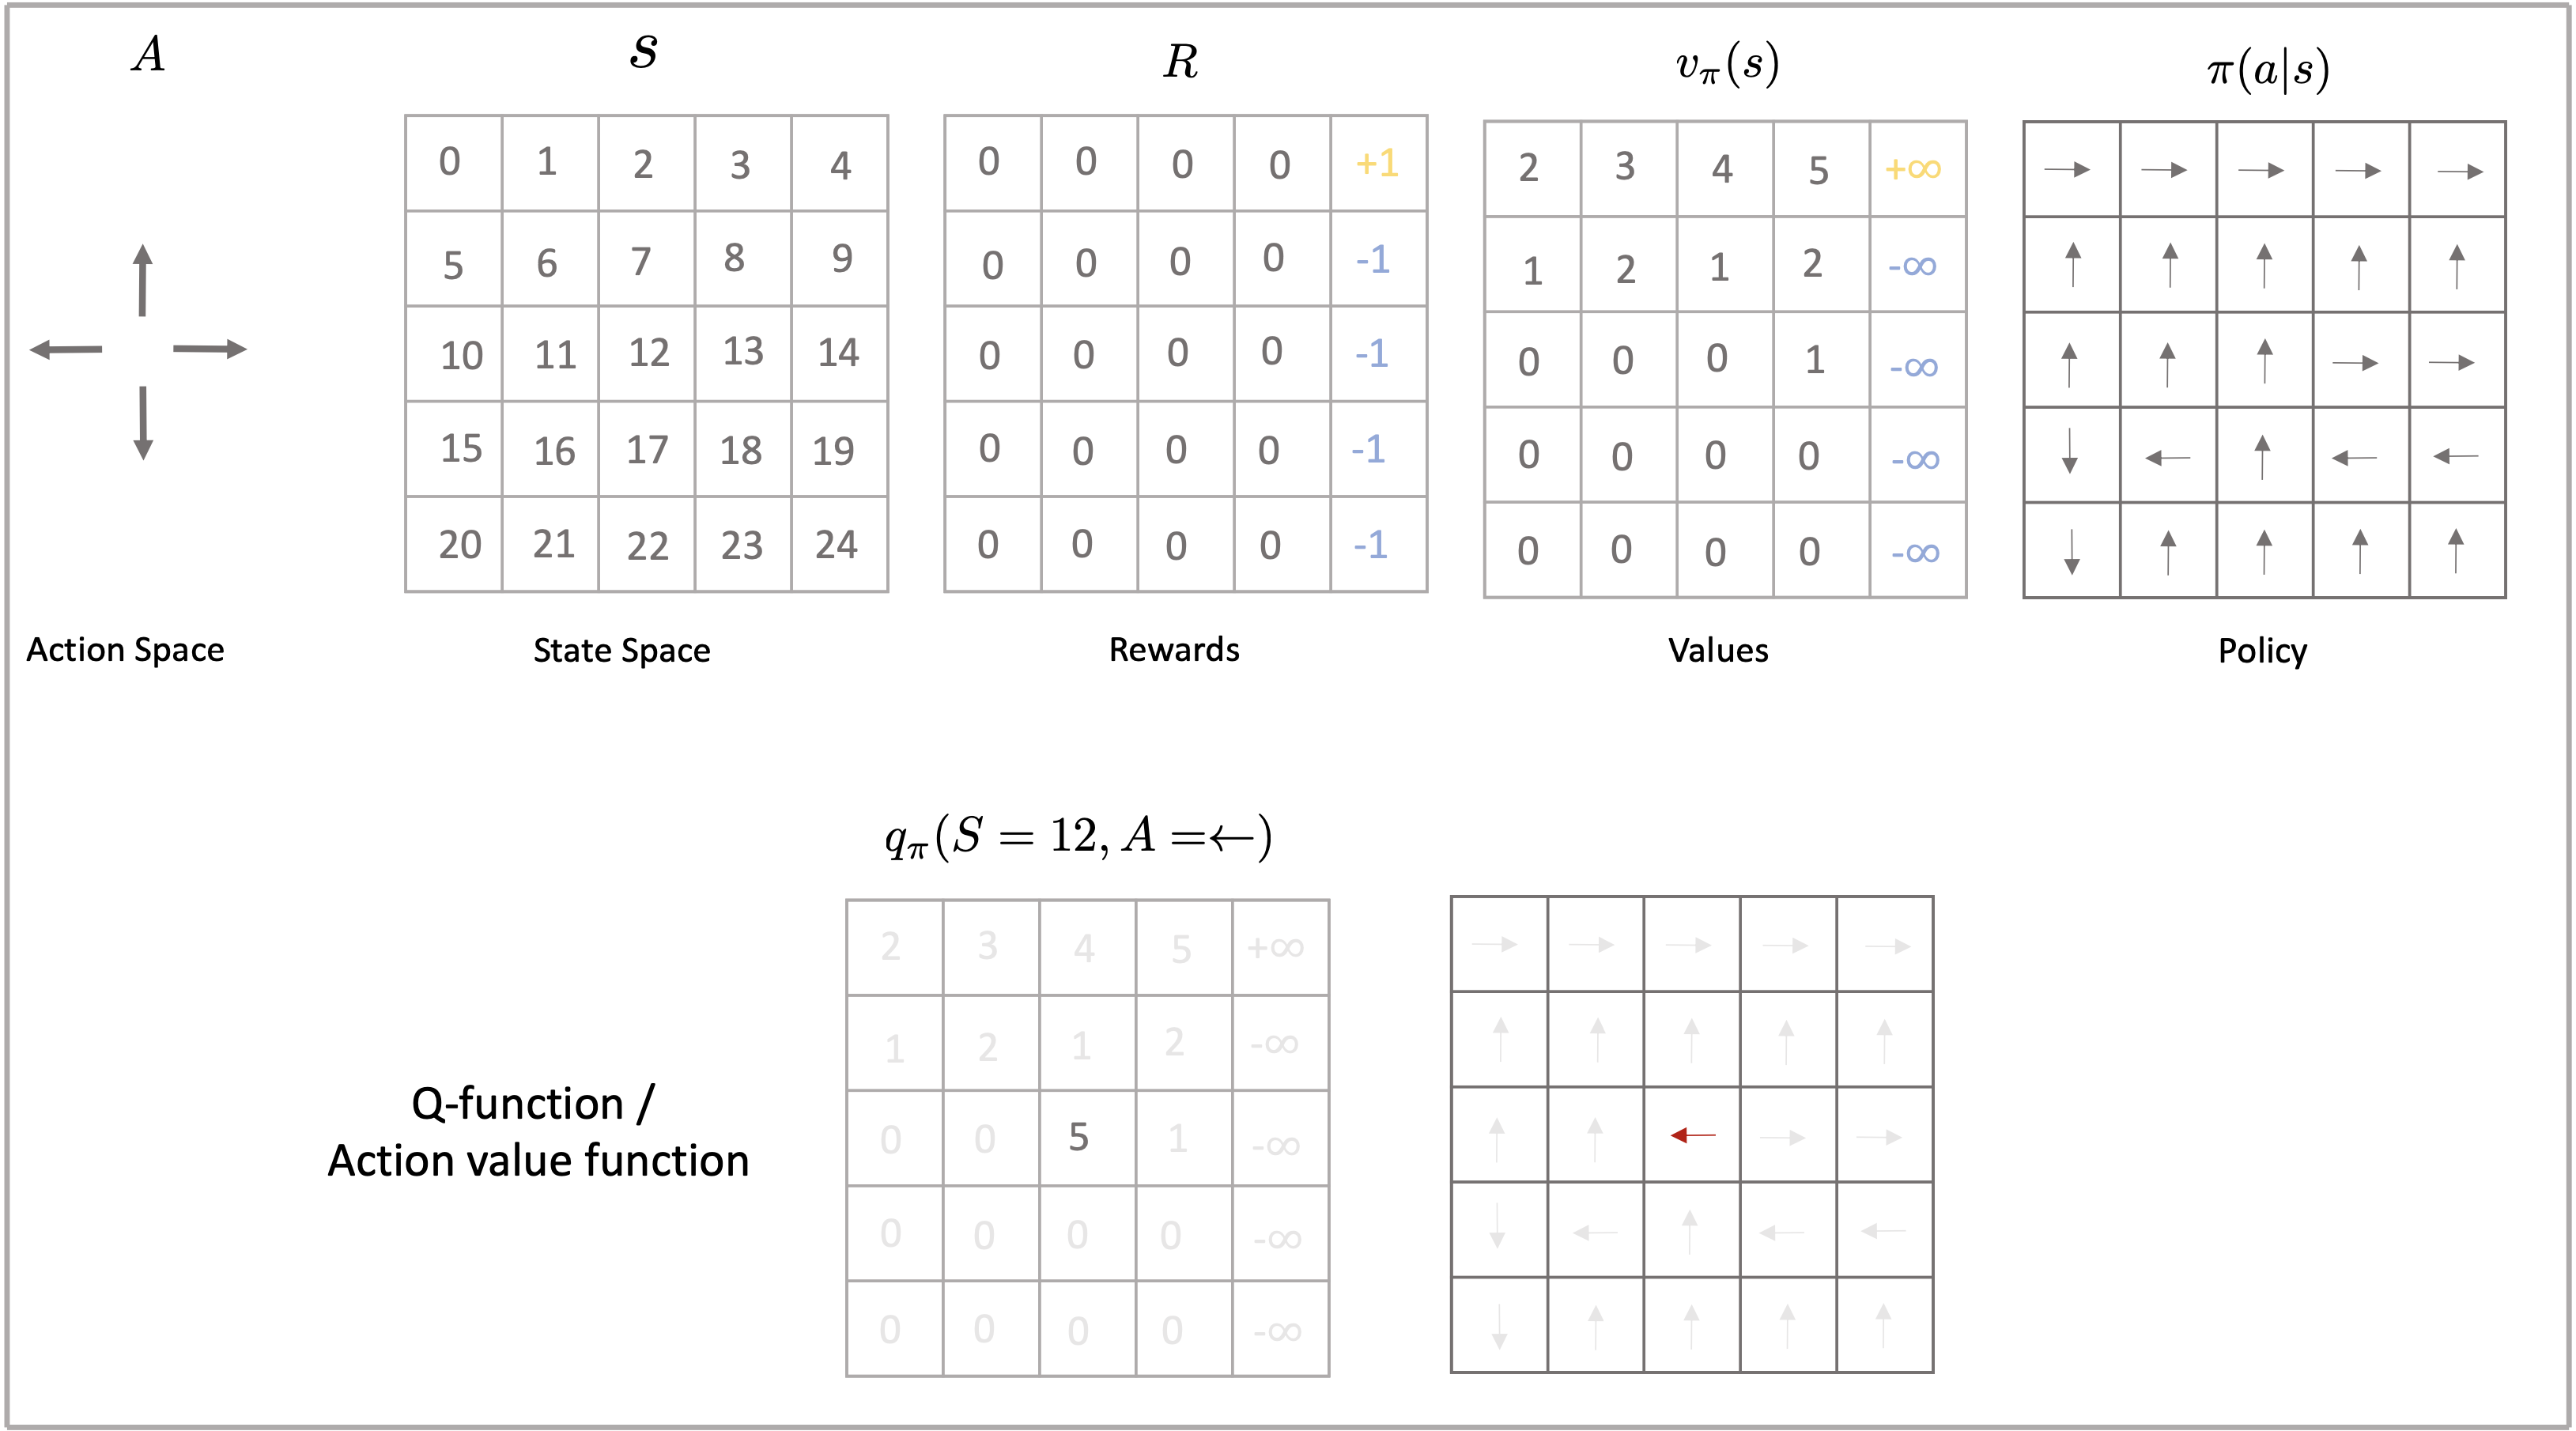 A S R vπ(s) π(a|s)
0 1 2 3 4
5 6 7 8 9
10 11 12 13 14
15 16 17 18 19
20 21 22 23 24
0 0 0 0 +1
0 0 0 0 -1
0 0 0 0 -1
0 0 0 0 -1
0 0 0 0 -1
2 3 4 5 +∞
1 2 1 2 -∞
0 0 0 1 -∞
0 0 0 0 -∞
0 0 0 0 -∞
→ → → → →
↑ ↑ ↑ ↑ ↑
↑ ↑ ↑ → →
↓ ← ↑ ← ←
↓ ↑ ↑ ↑ ↑
Action Space State Space Rewards Values Policy
qπ(S = 12, A =←)
Q-function /
Action value function
2 3 4 5 +∞
1 2 1 2 -∞
0 0 5 1 -∞
0 0 0 0 -∞
0 0 0 0 -∞
→ → → → →
↑ ↑ ↑ ↑ ↑
↑ ↑ ← → →
↓ ← ↑ ← ←
↓ ↑ ↑ ↑ ↑